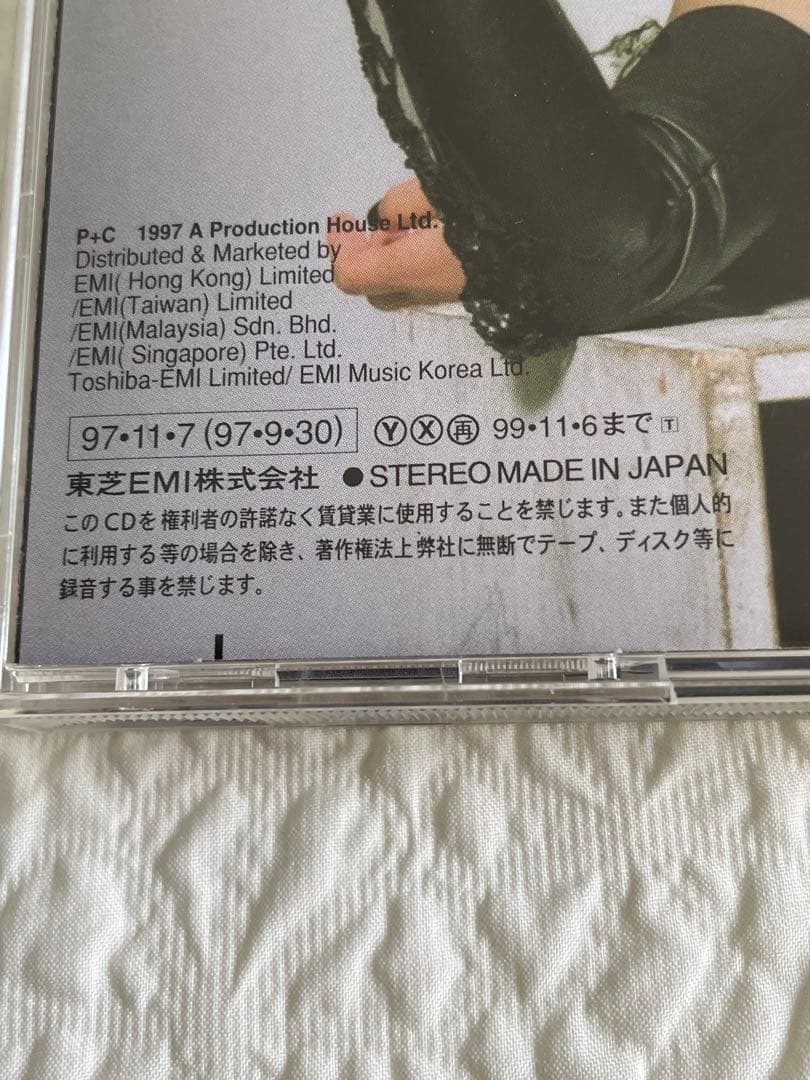 P+C 1997 A Production House Ltd.
Distributed & Marketed by
EMI( Hong Kong) Limited
/EMI(Taiwan) Limited
/EMI(Malaysia) Sdn. Bhd.
/EMI( Singapore) Pte. Ltd.
Toshiba-EMI Limited/ EMI Music Korea Ltd.
97•11•7 (97•9•30) ⓎⓍ㊢ 99•11•6まで 🅃
東芝EMI株式会社 ●STEREO MADE IN JAPAN
このCDを権利者の許諾なく賃貸業に使用することを禁じます。また個人的
に利用する等の場合を除き、著作権法上弊社に無断でテープ、ディスク等に
録音する事を禁じます。